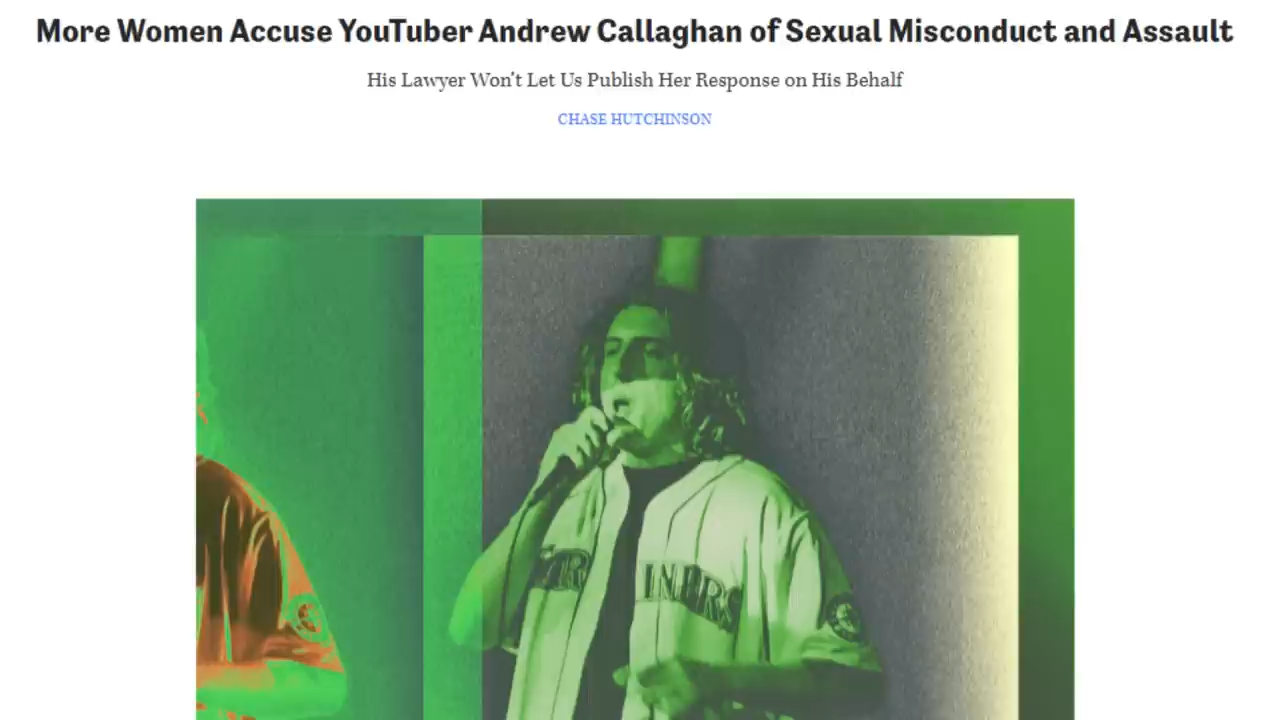 More Women Accuse YouTuber Andrew Callaghan of Sexual Misconduct and Assault
His Lawyer Won't Let Us Publish Her Response on His Behalf
CHASE HUTCHINSON